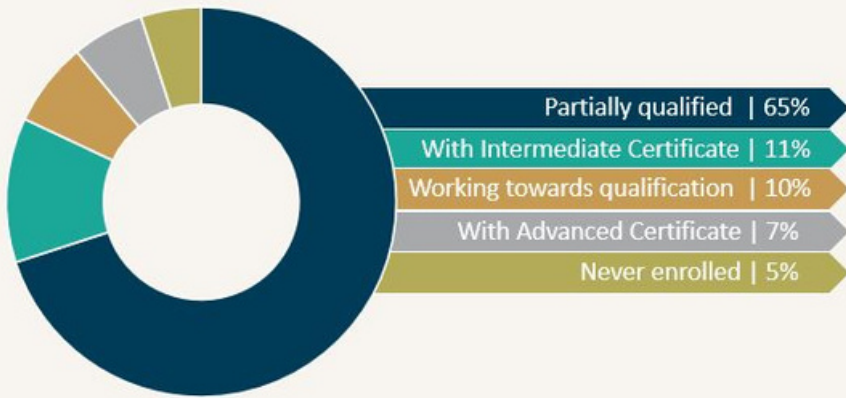 Partially qualified | 65%
With Intermediate Certificate | 11%
Working towards qualification | 10%
With Advanced Certificate | 7%
Never enrolled | 5%